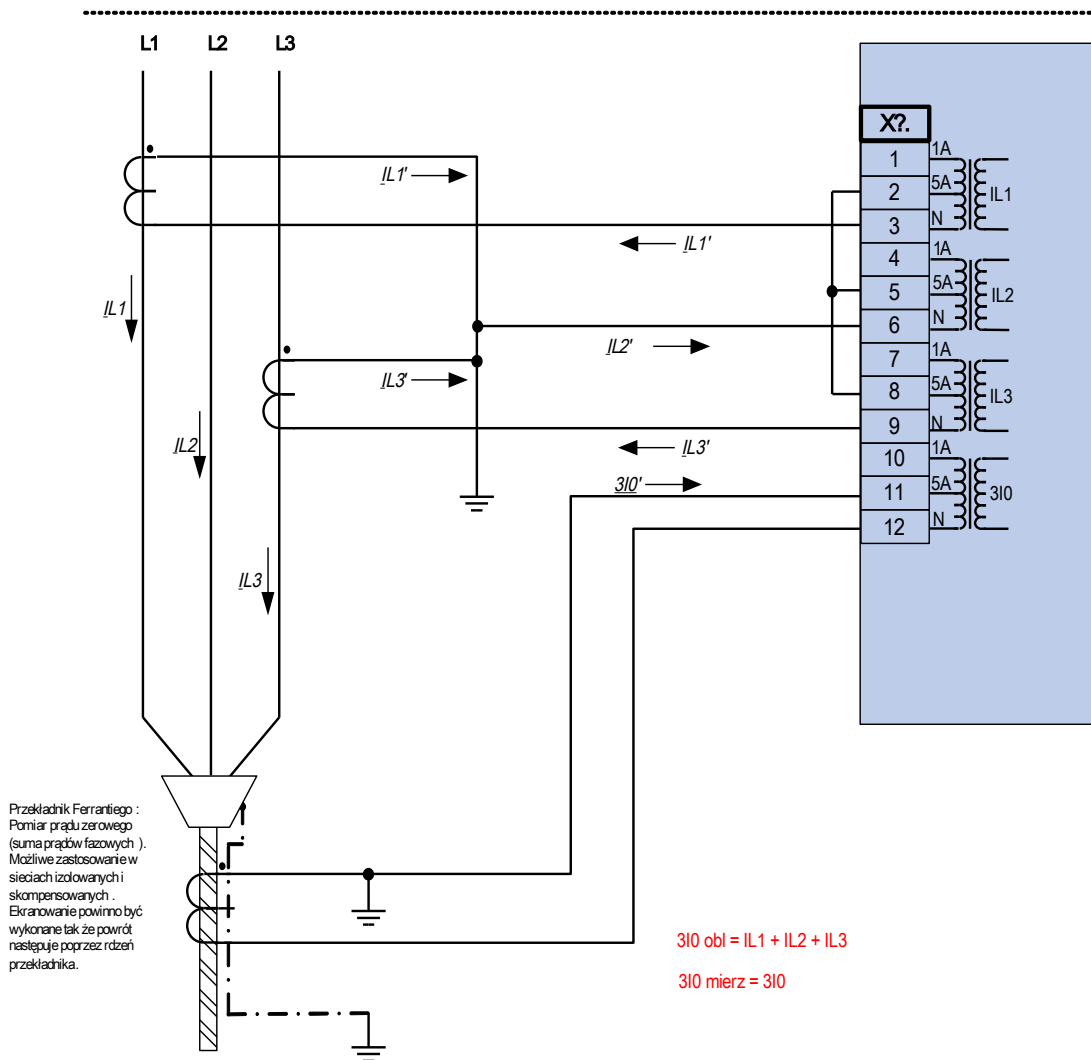 L1 L2 L3
X?.
1 1A
2 5A IL1
3 N
4 1A
5 5A IL2
6 N
7 1A
8 5A IL3
9 N
10 1A
11 5A 3I0
12 N
IL1'
IL1'
IL1
IL2'
IL3'
IL2
IL3'
3I0'
IL3
Przekładnik Ferrantiego :
Pomiar prądu zerowego
(suma prądów fazowych ).
Możliwe zastosowanie w
sieciach izolowanych i
skompensowanych .
Ekranowanie powinno być
wykonane tak że powrót
następuje poprzez rdzeń
przekładnika.
3I0 obl = IL1 + IL2 + IL3
3I0 mierz = 3I0